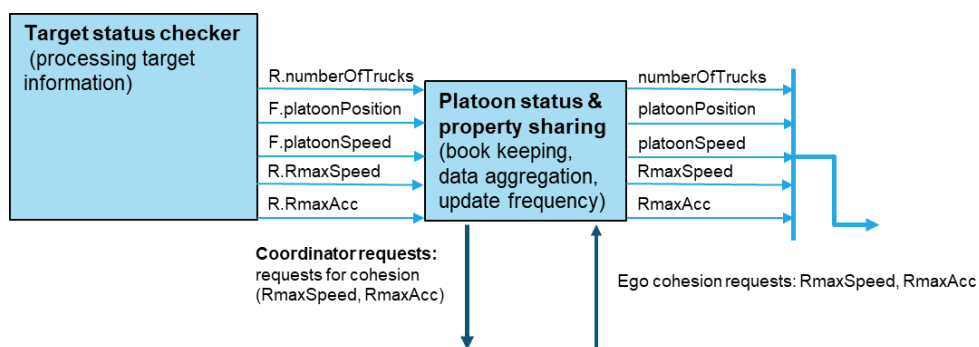 Target status checker
(processing target
information)
R.numberOfTrucks
F.platoonPosition
F.platoonSpeed
R.RmaxSpeed
R.RmaxAcc
Platoon status &
property sharing
(book keeping,
data aggregation,
update frequency)
numberOfTrucks
platoonPosition
platoonSpeed
RmaxSpeed
RmaxAcc
Coordinator requests:
requests for cohesion
(RmaxSpeed, RmaxAcc)
Ego cohesion requests: RmaxSpeed, RmaxAcc